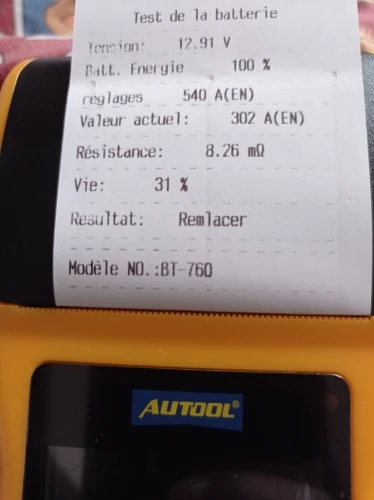 Test de la batterie
Tension: 12.91 V
Batt. Energie 100 %
réglages 540 A(EN)
Valeur actuel: 302 A(EN)
Résistance: 8.26 mΩ
Vie: 31 %
Resultat: Remlacer
Modèle NO.:BT-760
AUTOOL®